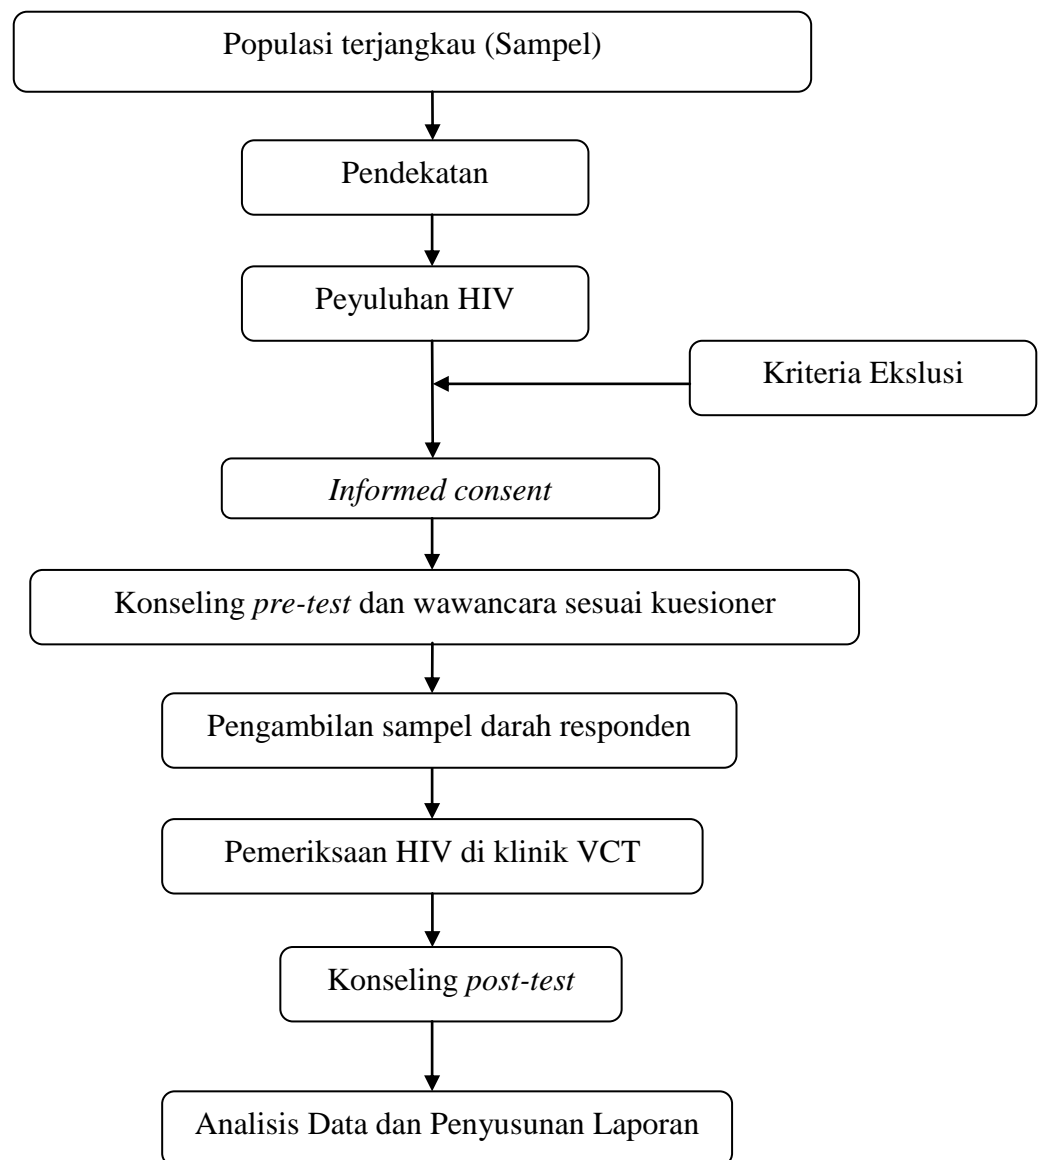 Populasi terjangkau (Sampel)
Pendekatan
Peyuluhan HIV
Kriteria Ekslusi
Informed consent
Konseling pre-test dan wawancara sesuai kuesioner
Pengambilan sampel darah responden
Pemeriksaan HIV di klinik VCT
Konseling post-test
Analisis Data dan Penyusunan Laporan